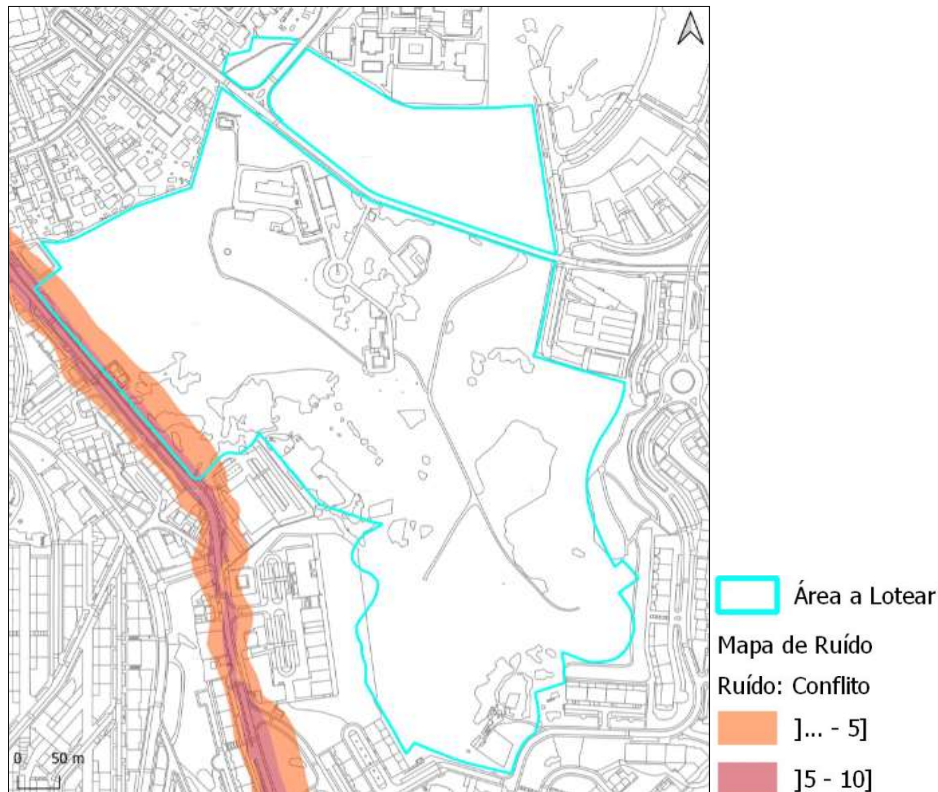 0 50 m
Área a Lotear
Mapa de Ruído
Ruído: Conflito
]... - 5]
]5 - 10]